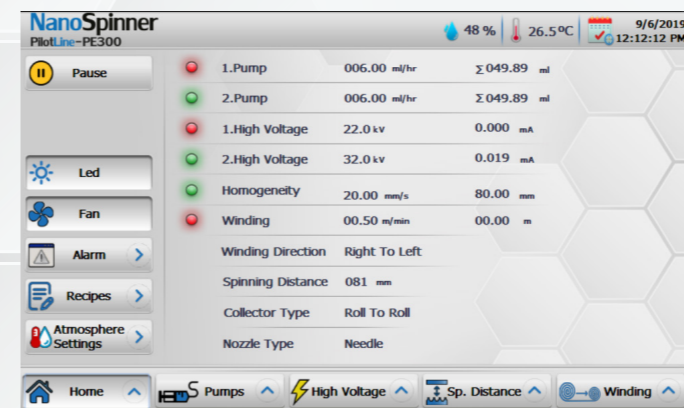 NanoSpinner
PilotLine-PE300
48 % 26.5 ºC 9/6/2019
12:12:12 PM
Pause
1.Pump 006.00 ml/hr Σ 049.89 ml
2.Pump 006.00 ml/hr Σ 049.89 ml
1.High Voltage 22.0 kV 0.000 mA
2.High Voltage 32.0 kV 0.019 mA
Led
Homogeneity 20.00 mm/s 80.00 mm
Fan
Winding 00.50 m/min 00.00 m
Alarm
Winding Direction Right To Left
Spinning Distance 081 mm
Recipes
Collector Type Roll To Roll
Atmosphere
Settings
Nozzle Type Needle
Home Pumps High Voltage Sp. Distance Winding